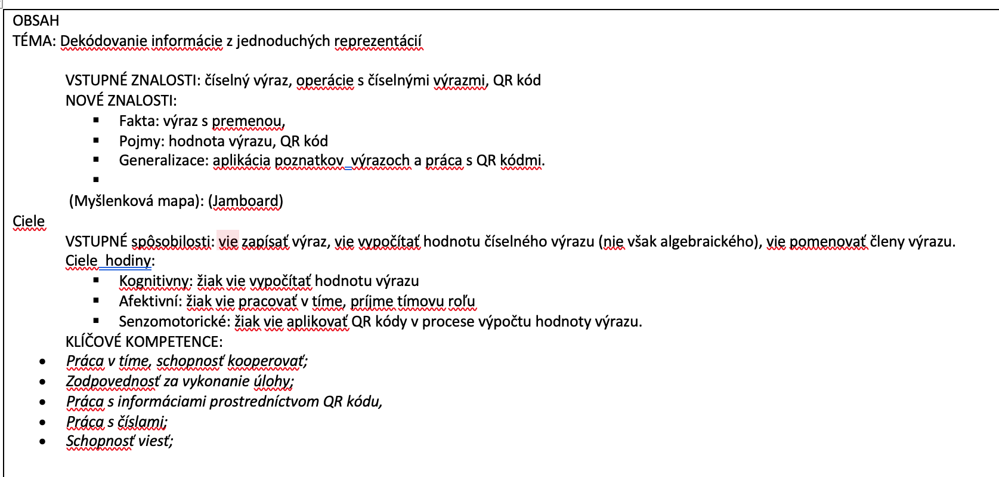 OBSAH
TÉMA: Dekódovanie informácie z jednoduchých reprezentácií
VSTUPNÉ ZNALOSTI: číselný výraz, operácie s číselnými výrazmi, QR kód
NOVÉ ZNALOSTI:
▪ Fakta: výraz s premenou,
▪ Pojmy: hodnota výrazu, QR kód
▪ Generalizace: aplikácia poznatkov  výrazoch a práca s QR kódmi.
▪
(Myšlenková mapa): (Jamboard)
Ciele
VSTUPNÉ spôsobilosti: vie zapísať výraz, vie vypočítať hodnotu číselného výrazu (nie však algebraického), vie pomenovať členy výrazu.
Ciele  hodiny:
▪ Kognitivny: žiak vie vypočítať hodnotu výrazu
▪ Afektivní: žiak vie pracovať v tíme, príjme tímovu roľu
▪ Senzomotorické: žiak vie aplikovať QR kódy v procese výpočtu hodnoty výrazu.
KLÍČOVÉ KOMPETENCE:
• Práca v tíme, schopnosť kooperovať;
• Zodpovednosť za vykonanie úlohy;
• Práca s informáciami prostredníctvom QR kódu,
• Práca s číslami;
• Schopnosť viesť;